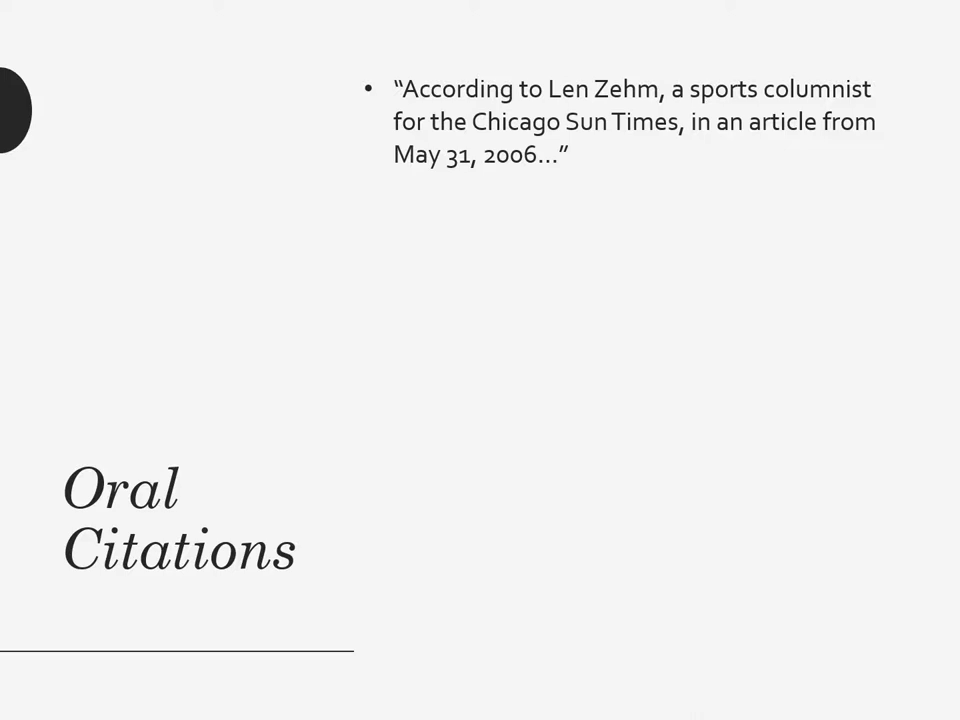 • “According to Len Zehm, a sports columnist
for the Chicago Sun Times, in an article from
May 31, 2006…”
Oral
Citations